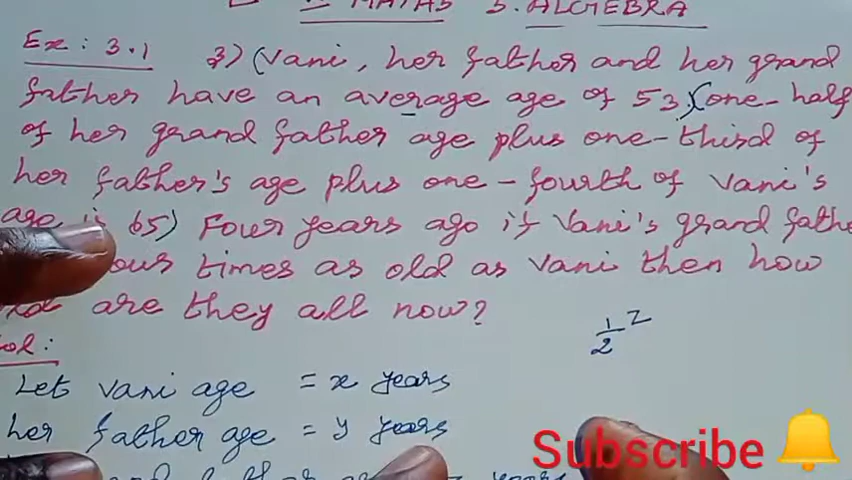 MATHS 3. ALGEBRA
Ex: 3.1 3) (Vani, her father and her grand
father have an average age of 53.) (one-half
of her grand father age plus one-third of
her father's age plus one-fourth of Vani's
age is 65) Four years ago if Vani's grand
times as old as Vani then how
are they all now?
Sol:
1/2 z
Let vani age = x years
her father age = y years
= years
Subscribe